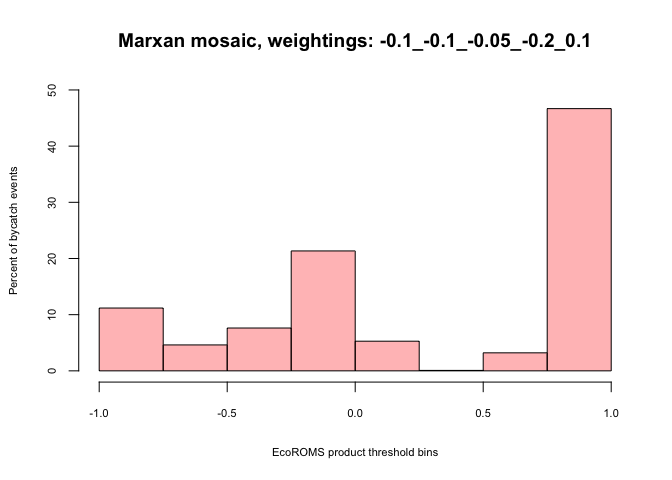 Marxan mosaic, weightings: -0.1_-0.1_-0.05_-0.2_0.1
Percent of bycatch events
50
40
30
20
10
0
-1.0 -0.5 0.0 0.5 1.0
EcoROMS product threshold bins